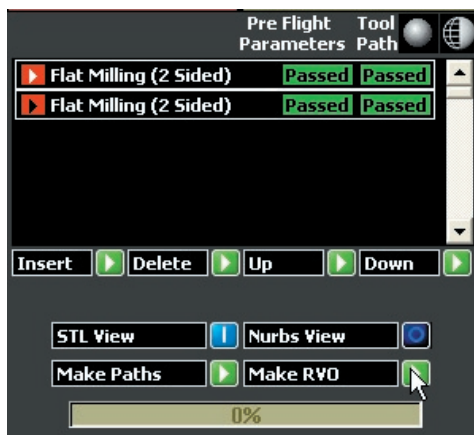 Pre Flight Tool
Parameters Path
Flat Milling (2 Sided) Passed Passed
Flat Milling (2 Sided) Passed Passed
Insert Delete Up Down
STL View Nurbs View
Make Paths Make RVO
0%